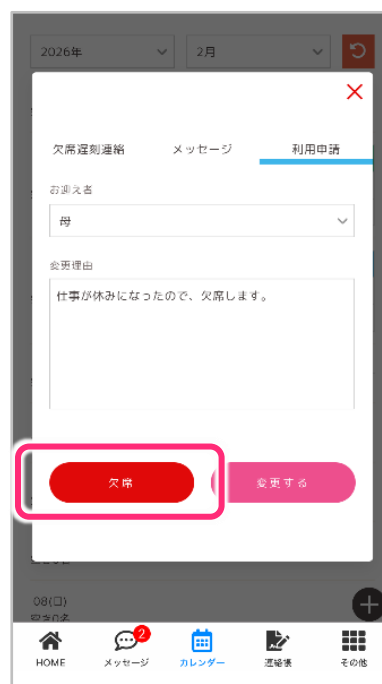 2026年 2月
欠席遅刻連絡 メッセージ 利用申請
お迎え者
母
変更理由
仕事が休みになったので、欠席します。
欠席 変更する
08(日)
2
HOME メッセージ カレンダー 連絡帳 その他